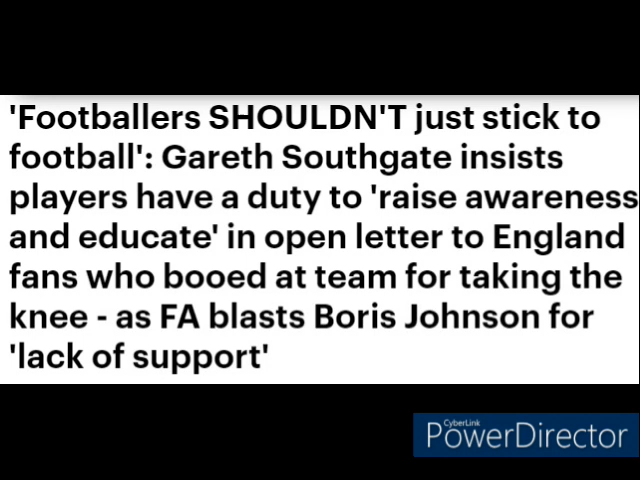 'Footballers SHOULDN'T just stick to
football': Gareth Southgate insists
players have a duty to 'raise awareness
and educate' in open letter to England
fans who booed at team for taking the
knee - as FA blasts Boris Johnson for
'lack of support'
CyberLink
PowerDirector